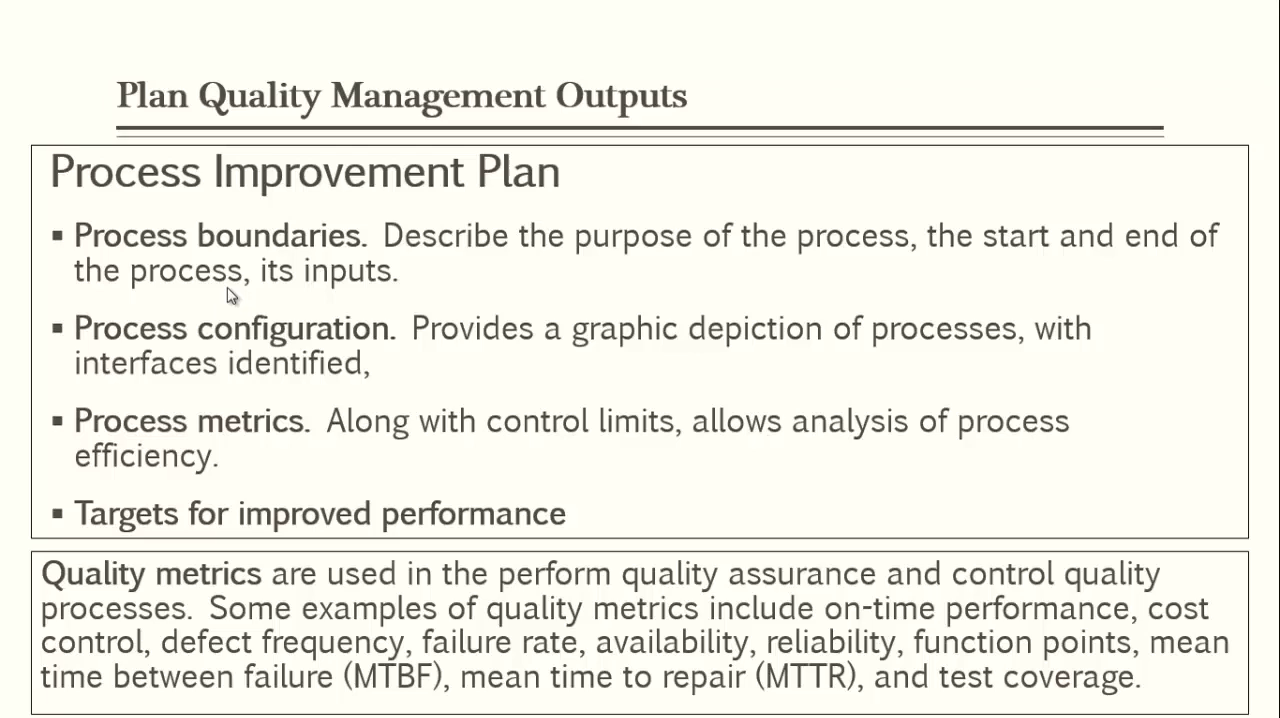 Plan Quality Management Outputs
Process Improvement Plan
▪ Process boundaries. Describe the purpose of the process, the start and end of
the process, its inputs.
▪ Process configuration. Provides a graphic depiction of processes, with
interfaces identified,
▪ Process metrics. Along with control limits, allows analysis of process
efficiency.
▪ Targets for improved performance
Quality metrics are used in the perform quality assurance and control quality
processes. Some examples of quality metrics include on-time performance, cost
control, defect frequency, failure rate, availability, reliability, function points, mean
time between failure (MTBF), mean time to repair (MTTR), and test coverage.